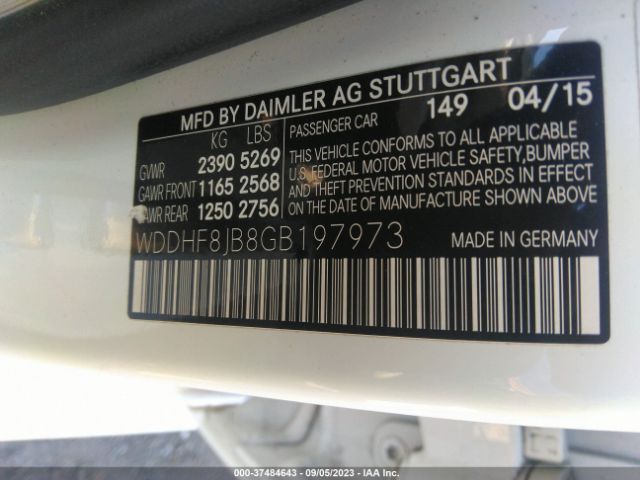 MFD BY DAIMLER AG STUTTGART
KG LBS
GVWR 2390 5269
GAWR FRONT 1165 2568
GAWR REAR 1250 2756
PASSENGER CAR 149 04/15
THIS VEHICLE CONFORMS TO ALL APPLICABLE
U.S. FEDERAL MOTOR VEHICLE SAFETY, BUMPER
AND THEFT PREVENTION STANDARDS IN EFFECT
ON THE DATE OF MANUFACTURE SHOWN ABOVE
WDDHF8JB8GB197973 MADE IN GERMANY
000-37484643 - 09/05/2023 - IAA Inc.